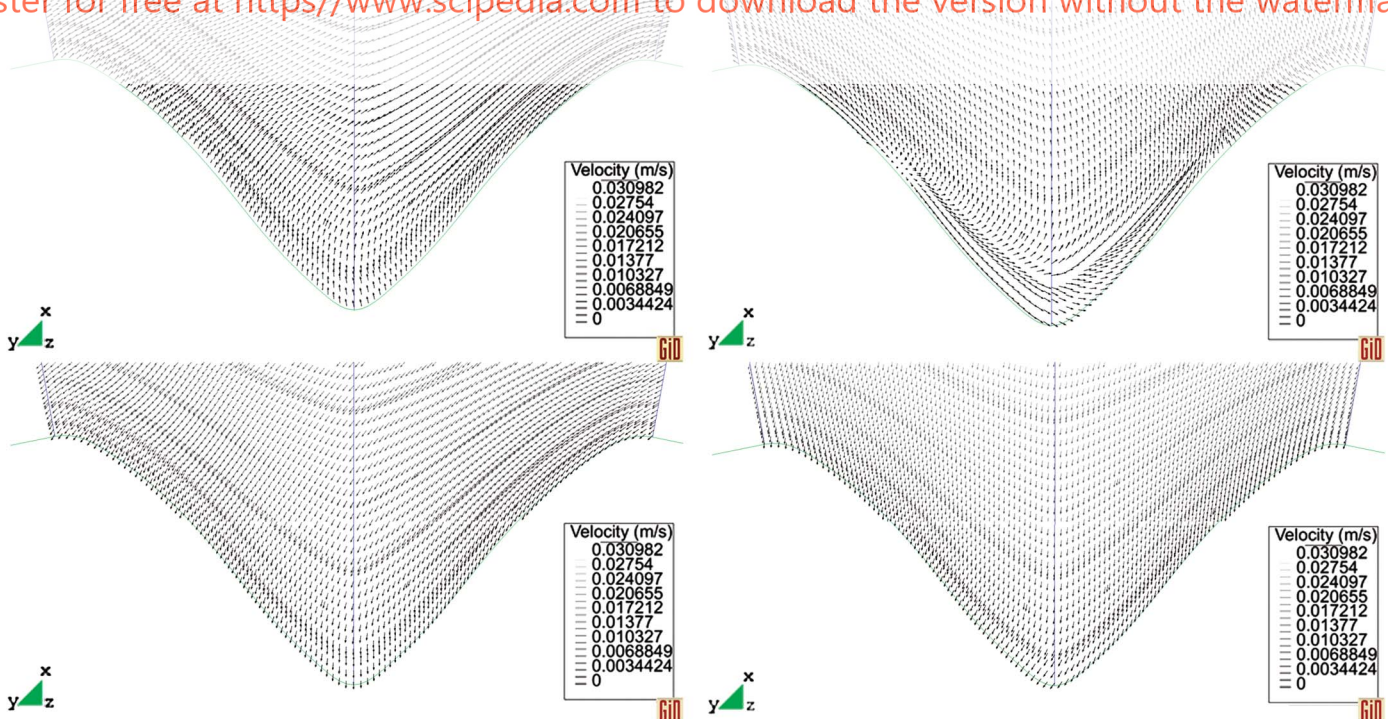 ster for free at https//www.scipedia.com to download the version without the waterma
Velocity (m/s)
0.030982
0.02754
0.024097
0.020655
0.017212
0.01377
0.010327
0.0068849
0.0034424
0
x
y
z
GiD
Velocity (m/s)
0.030982
0.02754
0.024097
0.020655
0.017212
0.01377
0.010327
0.0068849
0.0034424
0
x
y
z
GiD
Velocity (m/s)
0.030982
0.02754
0.024097
0.020655
0.017212
0.01377
0.010327
0.0068849
0.0034424
0
x
y
z
GiD
Velocity (m/s)
0.030982
0.02754
0.024097
0.020655
0.017212
0.01377
0.010327
0.0068849
0.0034424
0
x
y
z
GiD